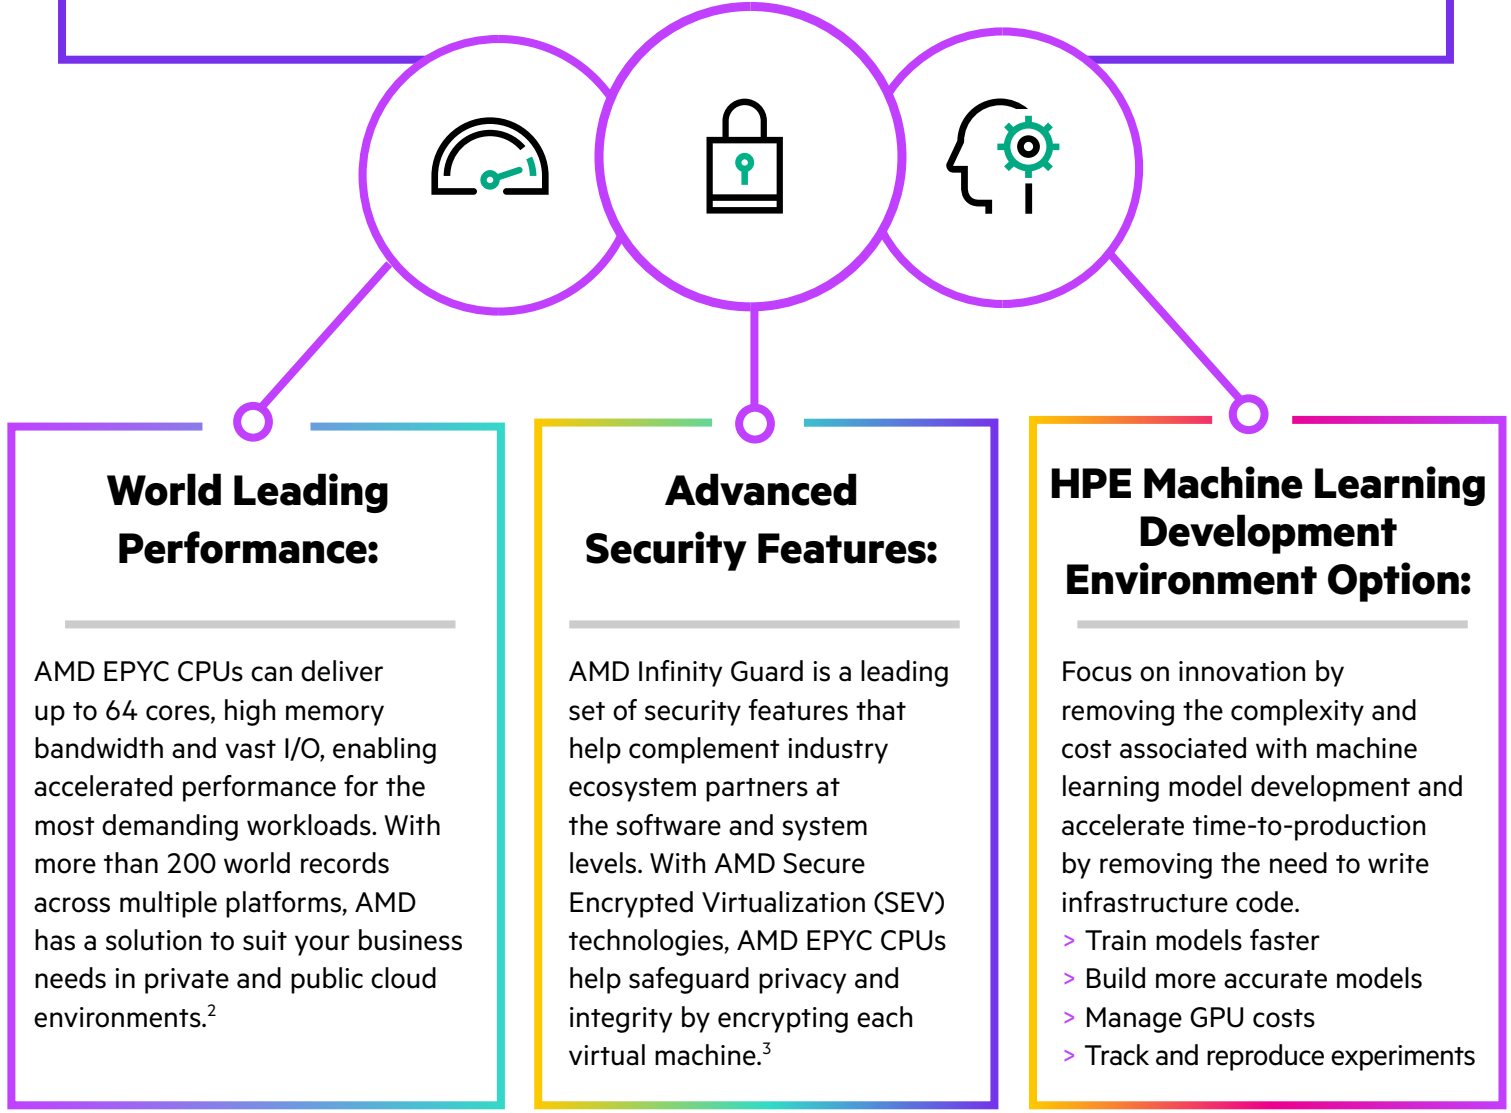 World Leading
Performance:
AMD EPYC CPUs can deliver
up to 64 cores, high memory
bandwidth and vast I/O, enabling
accelerated performance for the
most demanding workloads. With
more than 200 world records
across multiple platforms, AMD
has a solution to suit your business
needs in private and public cloud
environments.2
Advanced
Security Features:
AMD Infinity Guard is a leading
set of security features that
help complement industry
ecosystem partners at
the software and system
levels. With AMD Secure
Encrypted Virtualization (SEV)
technologies, AMD EPYC CPUs
help safeguard privacy and
integrity by encrypting each
virtual machine.3
HPE Machine Learning
Development
Environment Option:
Focus on innovation by
removing the complexity and
cost associated with machine
learning model development and
accelerate time-to-production
by removing the need to write
infrastructure code.
> Train models faster
> Build more accurate models
> Manage GPU costs
> Track and reproduce experiments